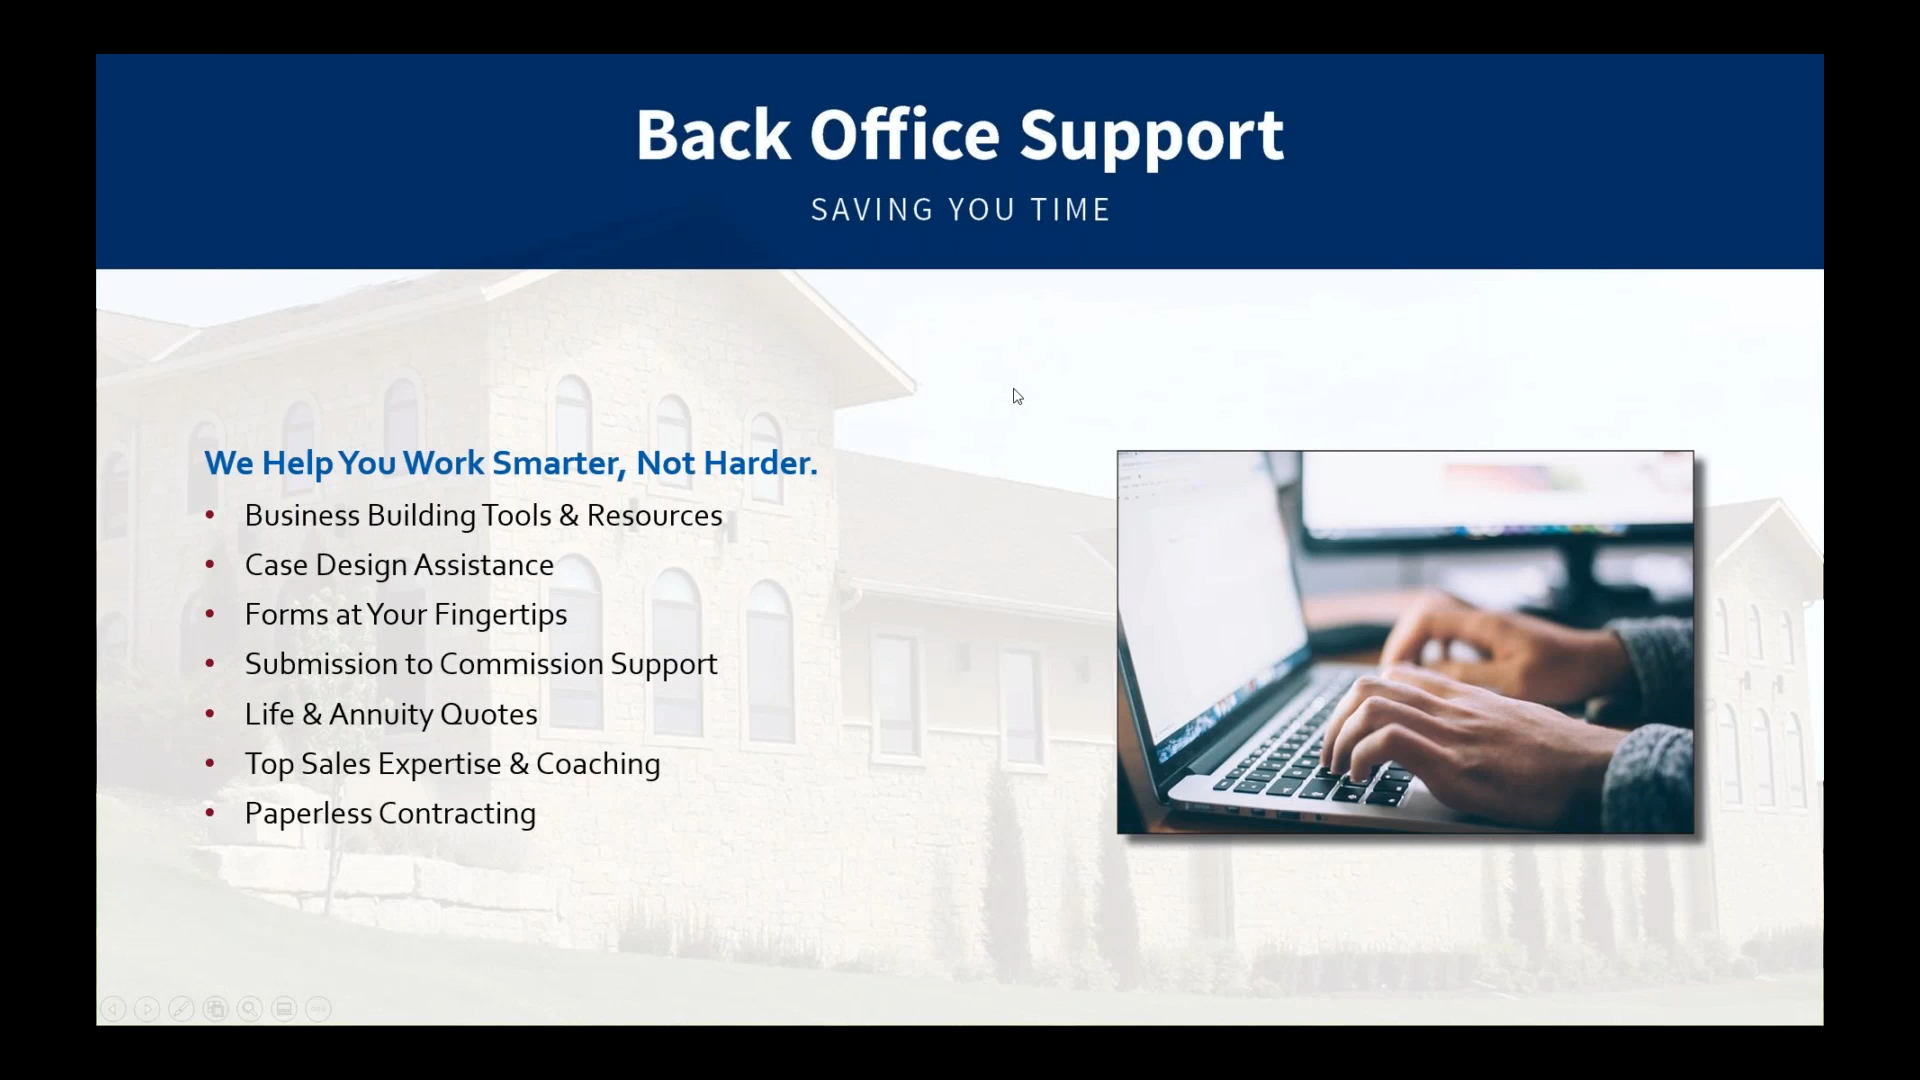 Back Office Support
SAVING YOU TIME
We Help You Work Smarter, Not Harder.
• Business Building Tools & Resources
• Case Design Assistance
• Forms at Your Fingertips
• Submission to Commission Support
• Life & Annuity Quotes
• Top Sales Expertise & Coaching
• Paperless Contracting